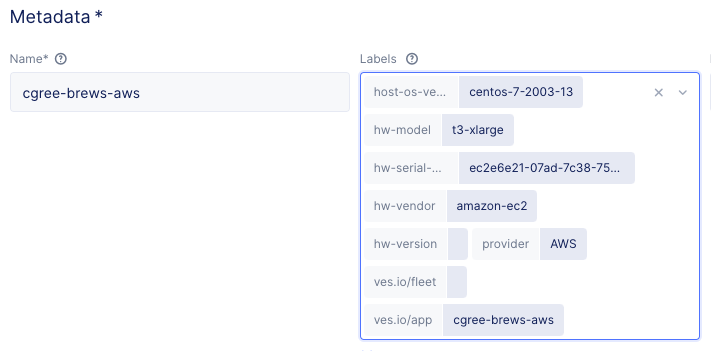 Metadata *
Name* Labels
cgree-brews-aws
host-os-ve... centos-7-2003-13
hw-model t3-xlarge
hw-serial-... ec2e6e21-07ad-7c38-75...
hw-vendor amazon-ec2
hw-version provider AWS
ves.io/fleet
ves.io/app cgree-brews-aws